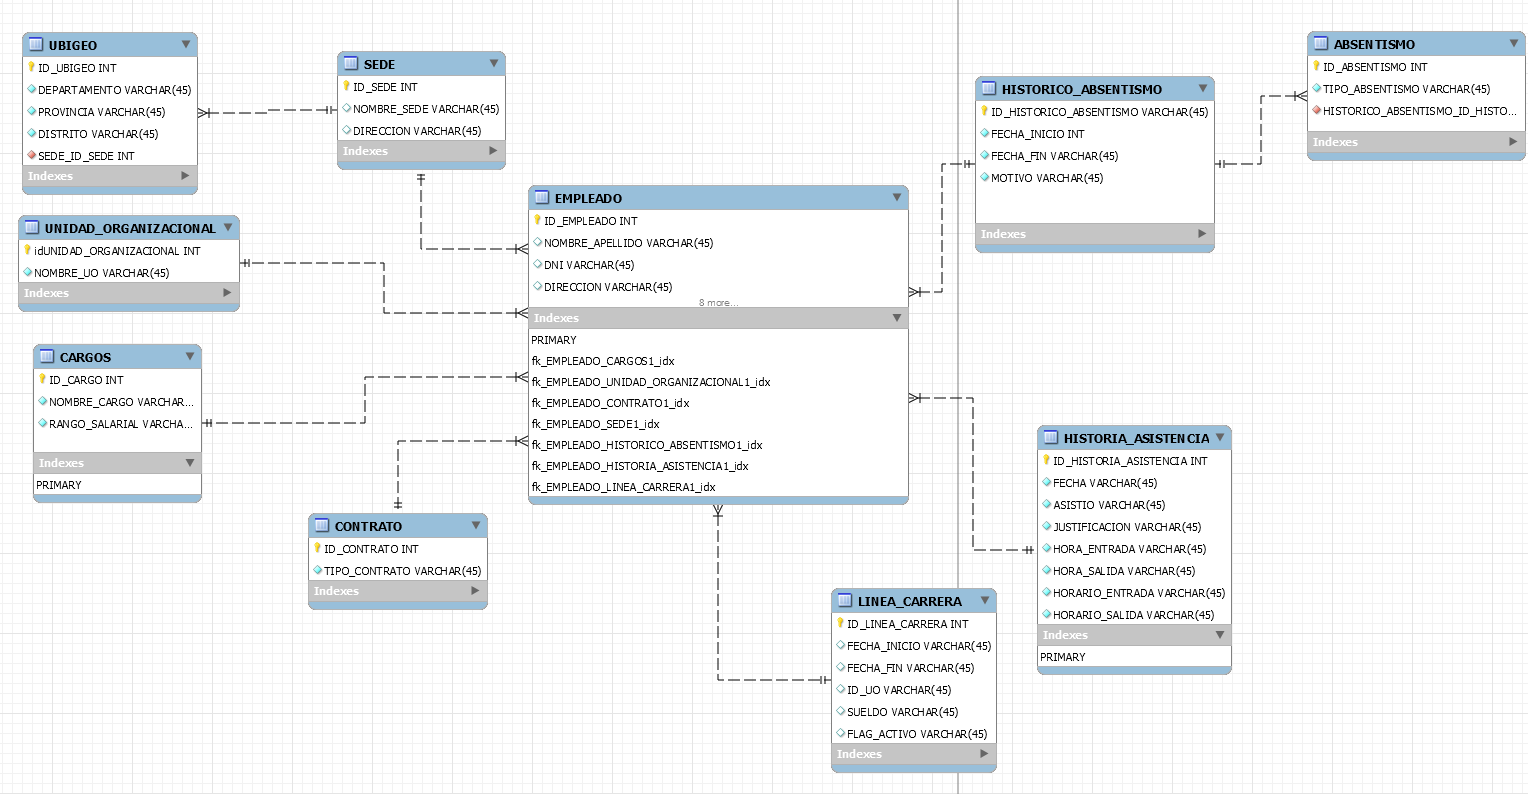 UBIGEO
ID_UBIGEO INT
DEPARTAMENTO VARCHAR(45)
PROVINCIA VARCHAR(45)
DISTRITO VARCHAR(45)
SEDE_ID_SEDE INT
Indexes
SEDE
ID_SEDE INT
NOMBRE_SEDE VARCHAR(45)
DIRECCION VARCHAR(45)
Indexes
UNIDAD_ORGANIZACIONAL
idUNIDAD_ORGANIZACIONAL INT
NOMBRE_UO VARCHAR(45)
Indexes
CARGOS
ID_CARGO INT
NOMBRE_CARGO VARCHAR...
RANGO_SALARIAL VARCHA...
Indexes
PRIMARY
CONTRATO
ID_CONTRATO INT
TIPO_CONTRATO VARCHAR(45)
Indexes
EMPLEADO
ID_EMPLEADO INT
NOMBRE_APELLIDO VARCHAR(45)
DNI VARCHAR(45)
DIRECCION VARCHAR(45)
8 more...
Indexes
PRIMARY
fk_EMPLEADO_CARGOS1_idx
fk_EMPLEADO_UNIDAD_ORGANIZACIONAL1_idx
fk_EMPLEADO_CONTRATO1_idx
fk_EMPLEADO_SEDE1_idx
fk_EMPLEADO_HISTORICO_ABSENTISMO1_idx
fk_EMPLEADO_HISTORIA_ASISTENCIA1_idx
fk_EMPLEADO_LINEA_CARRERA1_idx
HISTORICO_ABSENTISMO
ID_HISTORICO_ABSENTISMO VARCHAR(45)
FECHA_INICIO INT
FECHA_FIN VARCHAR(45)
MOTIVO VARCHAR(45)
Indexes
ABSENTISMO
ID_ABSENTISMO INT
TIPO_ABSENTISMO VARCHAR(45)
HISTORICO_ABSENTISMO_ID_HISTO...
Indexes
HISTORIA_ASISTENCIA
ID_HISTORIA_ASISTENCIA INT
FECHA VARCHAR(45)
ASISTIO VARCHAR(45)
JUSTIFICACION VARCHAR(45)
HORA_ENTRADA VARCHAR(45)
HORA_SALIDA VARCHAR(45)
HORARIO_ENTRADA VARCHAR(45)
HORARIO_SALIDA VARCHAR(45)
Indexes
PRIMARY
LINEA_CARRERA
ID_LINEA_CARRERA INT
FECHA_INICIO VARCHAR(45)
FECHA_FIN VARCHAR(45)
ID_UO VARCHAR(45)
SUELDO VARCHAR(45)
FLAG_ACTIVO VARCHAR(45)
Indexes